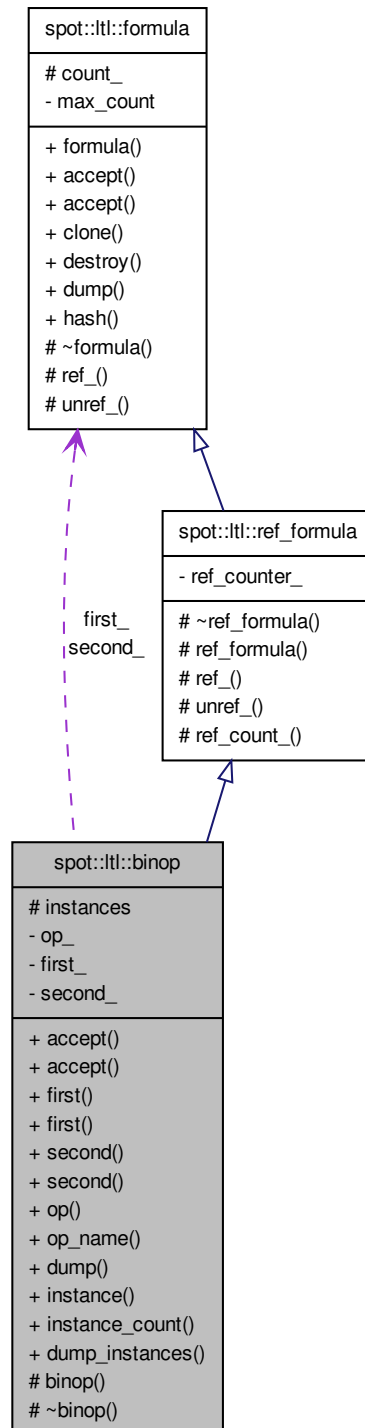 spot::ltl::formula
# count_
- max_count
+ formula()
+ accept()
+ accept()
+ clone()
+ destroy()
+ dump()
+ hash()
# ~formula()
# ref_()
# unref_()
first_
second_
spot::ltl::ref_formula
- ref_counter_
# ~ref_formula()
# ref_formula()
# ref_()
# unref_()
# ref_count_()
spot::ltl::binop
# instances
- op_
- first_
- second_
+ accept()
+ accept()
+ first()
+ first()
+ second()
+ second()
+ op()
+ op_name()
+ dump()
+ instance()
+ instance_count()
+ dump_instances()
# binop()
# ~binop()